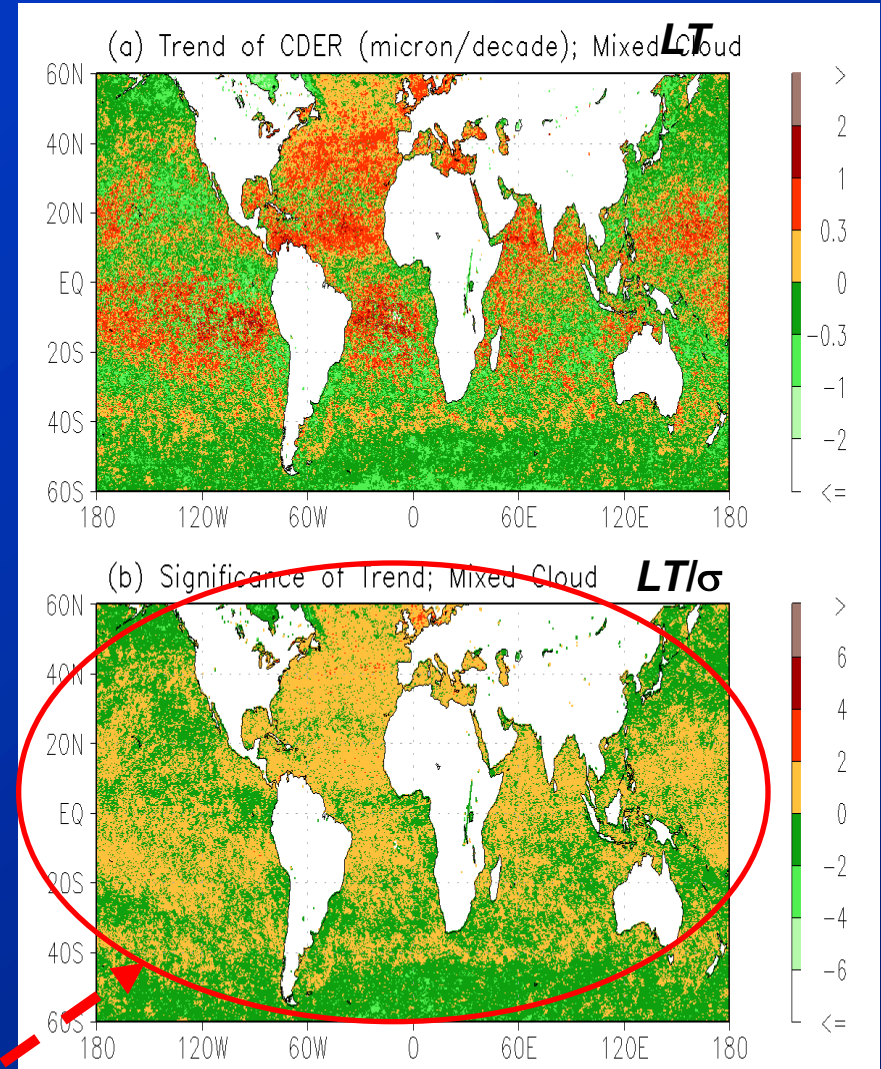 (a) Trend of CDER (micron/decade); Mixed Cloud LT
60N
40N
20N
EQ
20S
40S
60S
180 120W 60W 0 60E 120E 180
>
2
1
0.3
0
-0.3
-1
-2
<=
(b) Significance of Trend; Mixed Cloud LT/σ
60N
40N
20N
EQ
20S
40S
60S
180 120W 60W 0 60E 120E 180
>
6
4
2
0
-2
-4
-6
<=